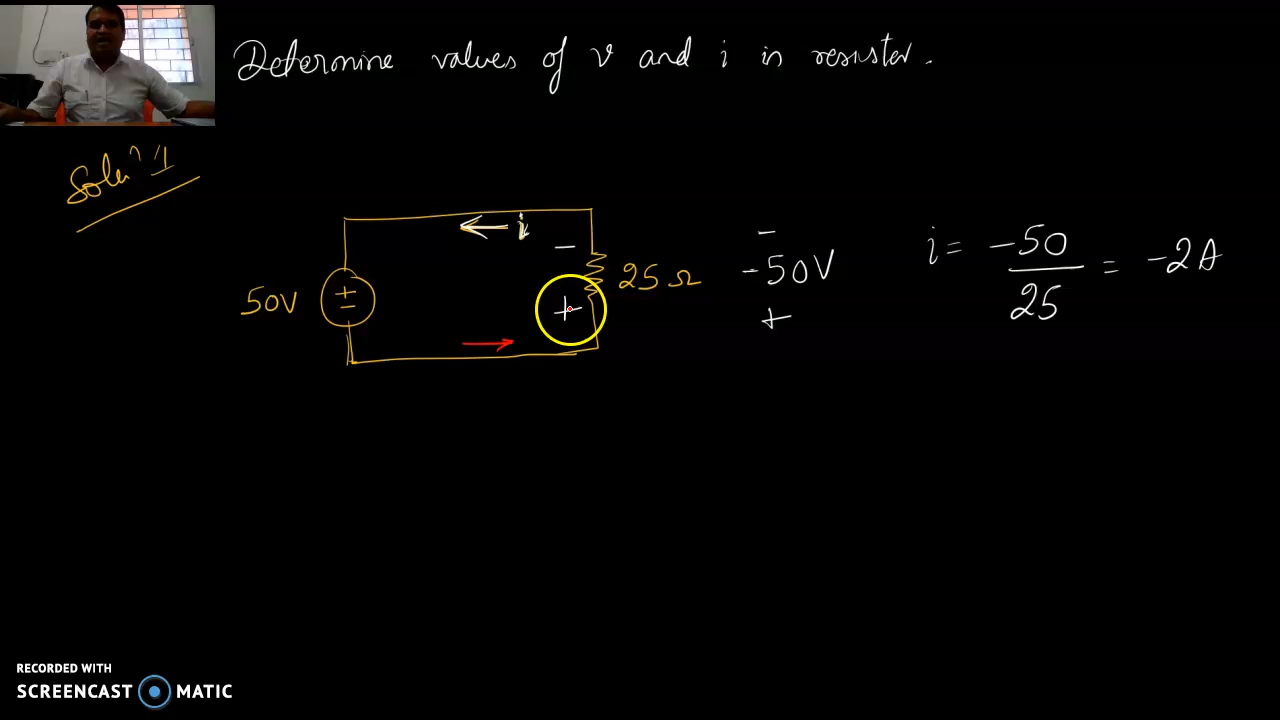 Determine values of v and i in resistor.
Soln 1
← i
−
50V
+
−
+
25 Ω
−
-50V
+
i = -50 / 25 = -2A
RECORDED WITH
SCREENCAST MATIC